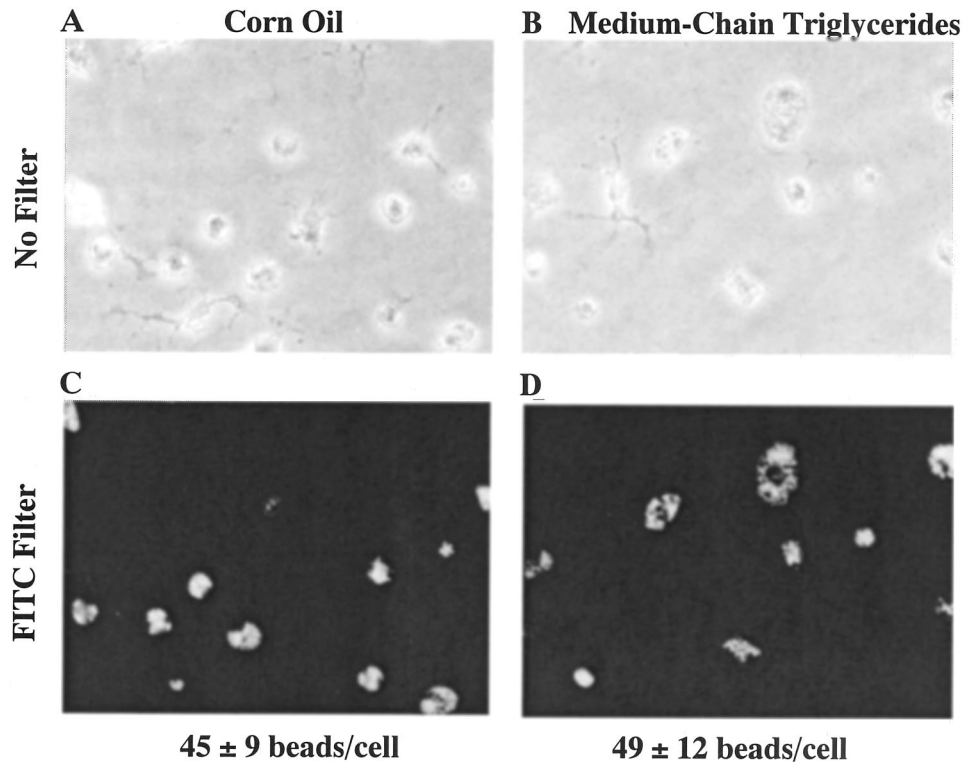 A Corn Oil
B Medium-Chain Triglycerides
No Filter
C
D
FITC Filter
45 ± 9 beads/cell
49 ± 12 beads/cell